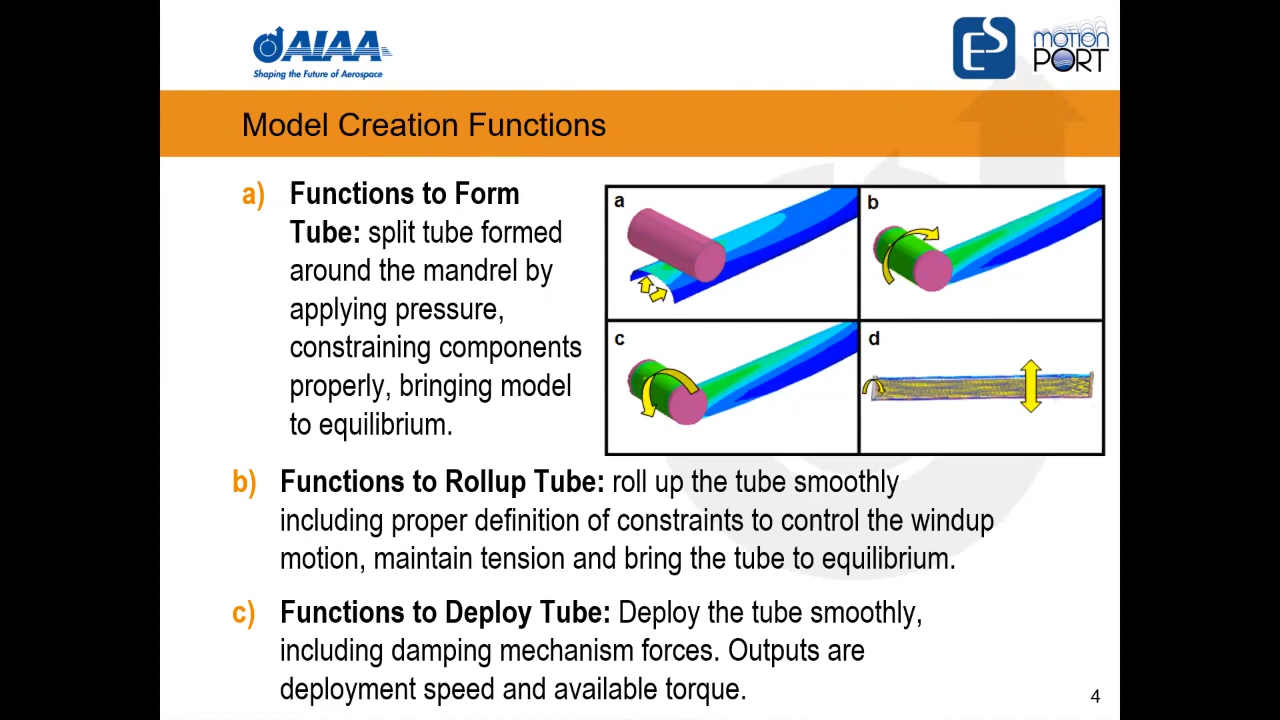 AIAA
Shaping the Future of Aerospace
ES
motion
PORT
Model Creation Functions
a) Functions to Form
Tube: split tube formed
around the mandrel by
applying pressure,
constraining components
properly, bringing model
to equilibrium.
a
b
c
d
b) Functions to Rollup Tube: roll up the tube smoothly
including proper definition of constraints to control the windup
motion, maintain tension and bring the tube to equilibrium.
c) Functions to Deploy Tube: Deploy the tube smoothly,
including damping mechanism forces. Outputs are
deployment speed and available torque.
4